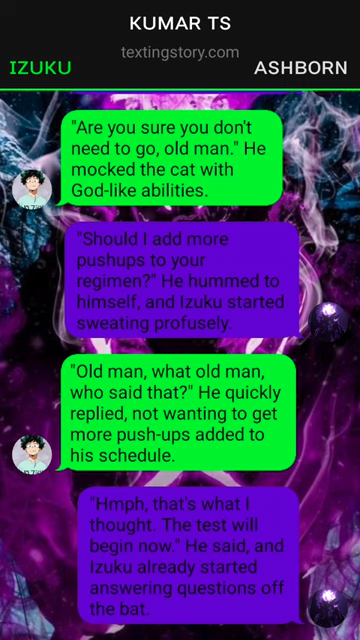 KUMAR TS
textingstory.com
IZUKU
ASHBORN
"Are you sure you don't
need to go, old man." He
mocked the cat with
God-like abilities.
"Should I add more
pushups to your
regimen?" He hummed to
himself, and Izuku started
sweating profusely.
"Old man, what old man,
who said that?" He quickly
replied, not wanting to get
more push-ups added to
his schedule.
"Hmph, that's what I
thought. The test will
begin now." He said, and
Izuku already started
answering questions off
the bat.